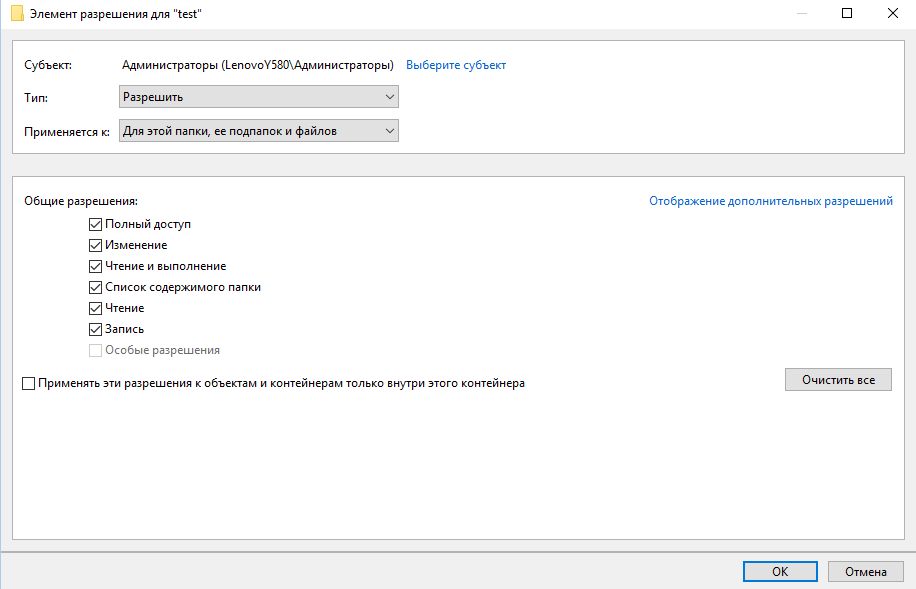 Элемент разрешения для "test"
Субъект: Администраторы (LenovoY580\Администраторы) Выберите субъект
Тип: Разрешить
Применяется к: Для этой папки, ее подпапок и файлов
Общие разрешения: Отображение дополнительных разрешений
Полный доступ
Изменение
Чтение и выполнение
Список содержимого папки
Чтение
Запись
Особые разрешения
Применять эти разрешения к объектам и контейнерам только внутри этого контейнера Очистить все
ОК Отмена